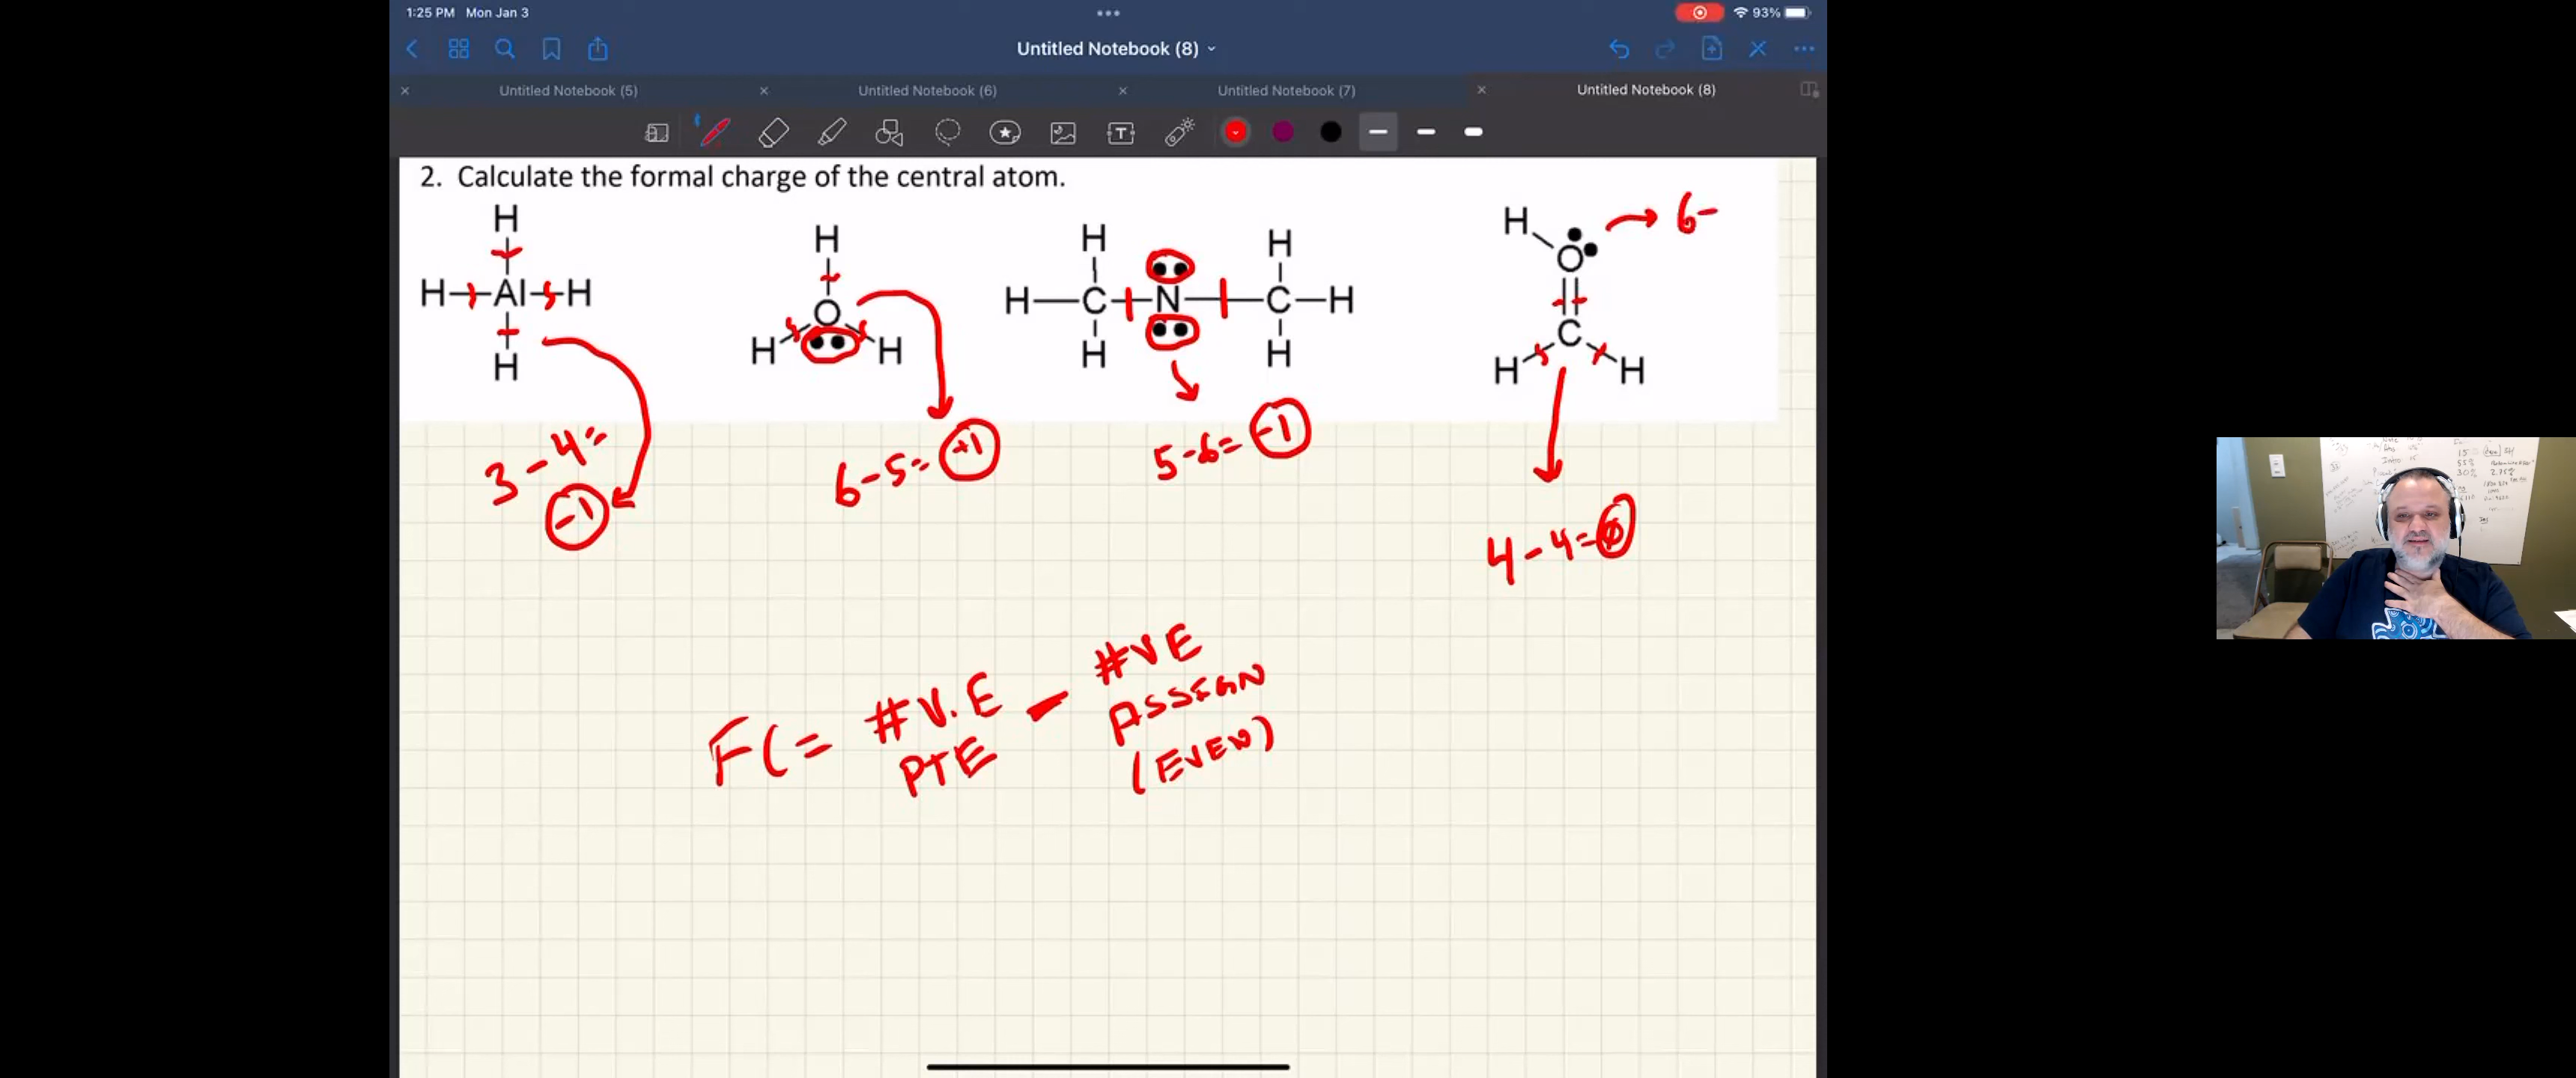 1:25 PM Mon Jan 3
93%
Untitled Notebook (8)
Untitled Notebook (5)
Untitled Notebook (6)
Untitled Notebook (7)
Untitled Notebook (8)
T
2. Calculate the formal charge of the central atom.
H
H Al H
H
3-4=
-1
H
O
H H
6-5= +1
H H
H C N C H
H H
5-6= -1
H
O
6-
C
H H
4-4=0
FC = #V.E PTE - #VE ASSIGN (EVEN)